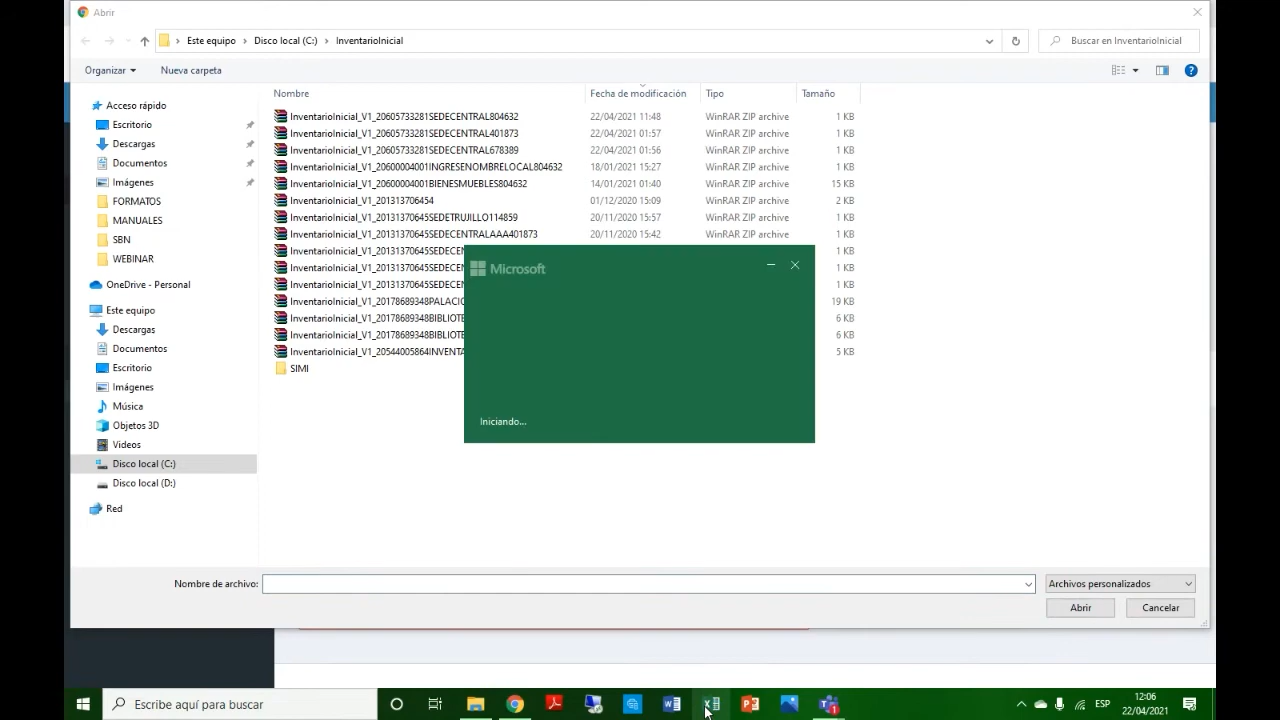 Abrir
Este equipo > Disco local (C:) > InventarioInicial
Buscar en InventarioInicial
Organizar
Nueva carpeta
Nombre
Fecha de modificación
Tipo
Tamaño
Acceso rápido
Escritorio
Descargas
Documentos
Imágenes
FORMATOS
MANUALES
SBN
WEBINAR
OneDrive - Personal
Este equipo
Descargas
Documentos
Escritorio
Imágenes
Música
Objetos 3D
Videos
Disco local (C:)
Disco local (D:)
Red
InventarioInicial_V1_20605733281SEDECENTRAL804632 22/04/2021 11:48 WinRAR ZIP archive 1 KB
InventarioInicial_V1_20605733281SEDECENTRAL401873 22/04/2021 01:57 WinRAR ZIP archive 1 KB
InventarioInicial_V1_20605733281SEDECENTRAL678389 22/04/2021 01:56 WinRAR ZIP archive 1 KB
InventarioInicial_V1_20600004001INGRESENOMBRELOCAL804632 18/01/2021 15:27 WinRAR ZIP archive 1 KB
InventarioInicial_V1_20600004001BIENESMUEBLES804632 14/01/2021 01:40 WinRAR ZIP archive 15 KB
InventarioInicial_V1_201313706454 01/12/2020 15:09 WinRAR ZIP archive 2 KB
InventarioInicial_V1_20131370645SEDETRUJILLO114859 20/11/2020 15:57 WinRAR ZIP archive 1 KB
InventarioInicial_V1_20131370645SEDECENTRALAAA401873 20/11/2020 15:42 WinRAR ZIP archive 1 KB
InventarioInicial_V1_20131370645SEDECEN 1 KB
InventarioInicial_V1_20131370645SEDECEN 1 KB
InventarioInicial_V1_20131370645SEDECEN 1 KB
InventarioInicial_V1_20178689348PALACIO 19 KB
InventarioInicial_V1_20178689348BIBLIOTE 6 KB
InventarioInicial_V1_20178689348BIBLIOTE 6 KB
InventarioInicial_V1_20544005864INVENTA 5 KB
SIMI
Microsoft
Iniciando...
Nombre de archivo:
Archivos personalizados
Abrir
Cancelar
Escribe aquí para buscar
ESP
12:06
22/04/2021